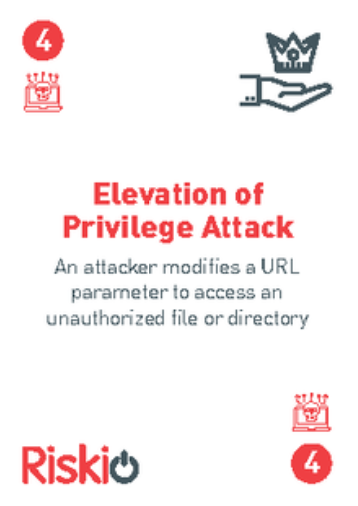 4
Elevation of
Privilege Attack
An attacker modifies a URL
parameter to access an
unauthorized file or directory
Riskio
4